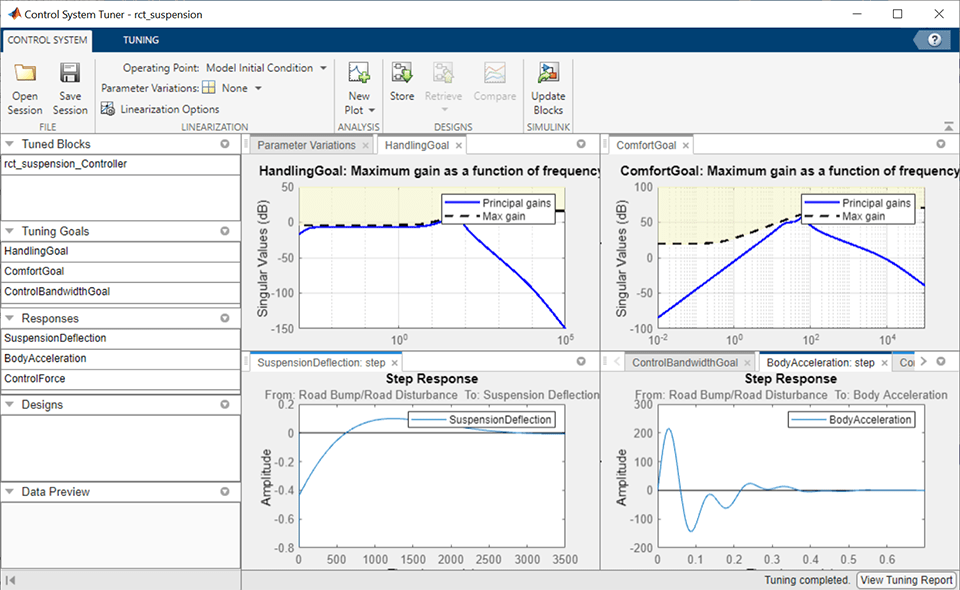 Control System Tuner - rct_suspension
CONTROL SYSTEM
TUNING
?
Open Session
Save Session
FILE
Operating Point: Model Initial Condition
Parameter Variations: None
Linearization Options
LINEARIZATION
New Plot
ANALYSIS
Store
Retrieve
Compare
DESIGNS
Update Blocks
SIMULINK
Tuned Blocks
rct_suspension_Controller
Tuning Goals
HandlingGoal
ComfortGoal
ControlBandwidthGoal
Responses
SuspensionDeflection
BodyAcceleration
ControlForce
Designs
Data Preview
Parameter Variations
HandlingGoal
HandlingGoal: Maximum gain as a function of frequency
Principal gains
Max gain
Singular Values (dB)
50
0
-50
-100
-150
10^0
10^5
ComfortGoal
ComfortGoal: Maximum gain as a function of frequency
Principal gains
Max gain
Singular Values (dB)
100
50
0
-50
-100
10^-2
10^0
10^2
10^4
SuspensionDeflection: step
Step Response
From: Road Bump/Road Disturbance To: Suspension Deflection
SuspensionDeflection
Amplitude
0.2
0
-0.2
-0.4
-0.6
-0.8
0 500 1000 1500 2000 2500 3000 3500
ControlBandwidthGoal
BodyAcceleration: step
Co
Step Response
From: Road Bump/Road Disturbance To: Body Acceleration
BodyAcceleration
Amplitude
300
200
100
0
-100
-200
0 0.1 0.2 0.3 0.4 0.5 0.6
Tuning completed.
View Tuning Report